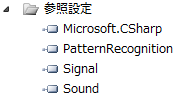 参照設定
Microsoft.CSharp
PatternRecognition
Signal
Sound